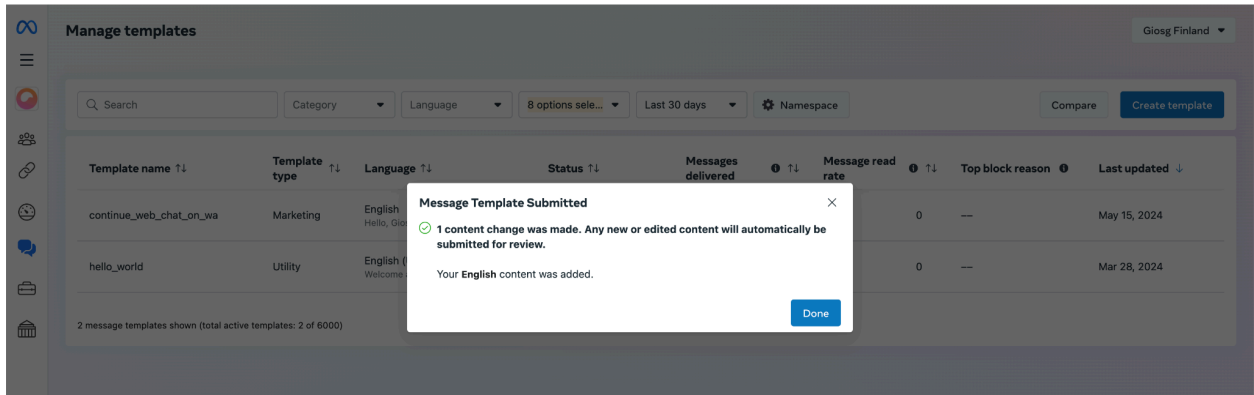 Manage templates
Giosg Finland
Search
Category
Language
8 options sele...
Last 30 days
Namespace
Compare
Create template
Template name
Template type
Language
Status
Messages delivered
Message read rate
Top block reason
Last updated
continue_web_chat_on_wa
Marketing
English
Hello, Gios
0
––
May 15, 2024
hello_world
Utility
English (
Welcome
0
––
Mar 28, 2024
2 message templates shown (total active templates: 2 of 6000)
Message Template Submitted
1 content change was made. Any new or edited content will automatically be
submitted for review.
Your English content was added.
Done